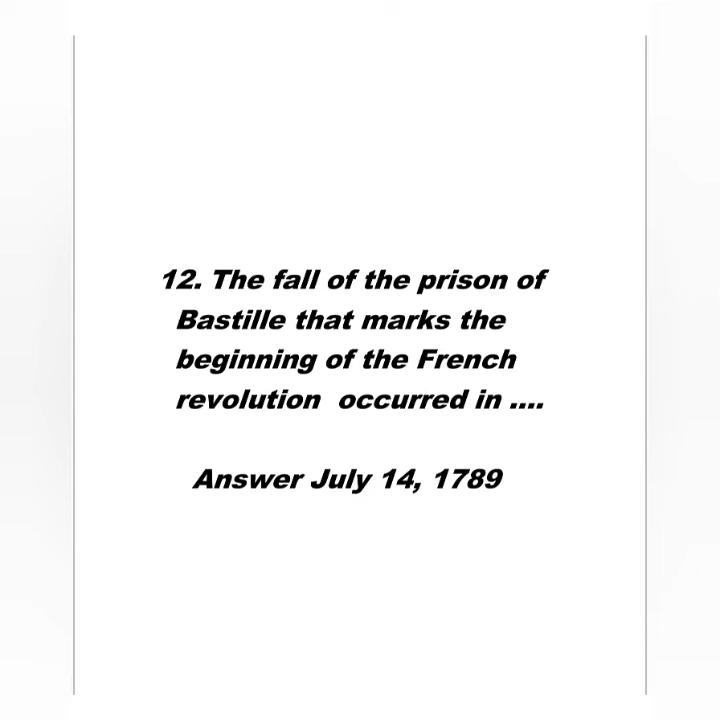 12. The fall of the prison of
Bastille that marks the
beginning of the French
revolution occurred in ....
Answer July 14, 1789